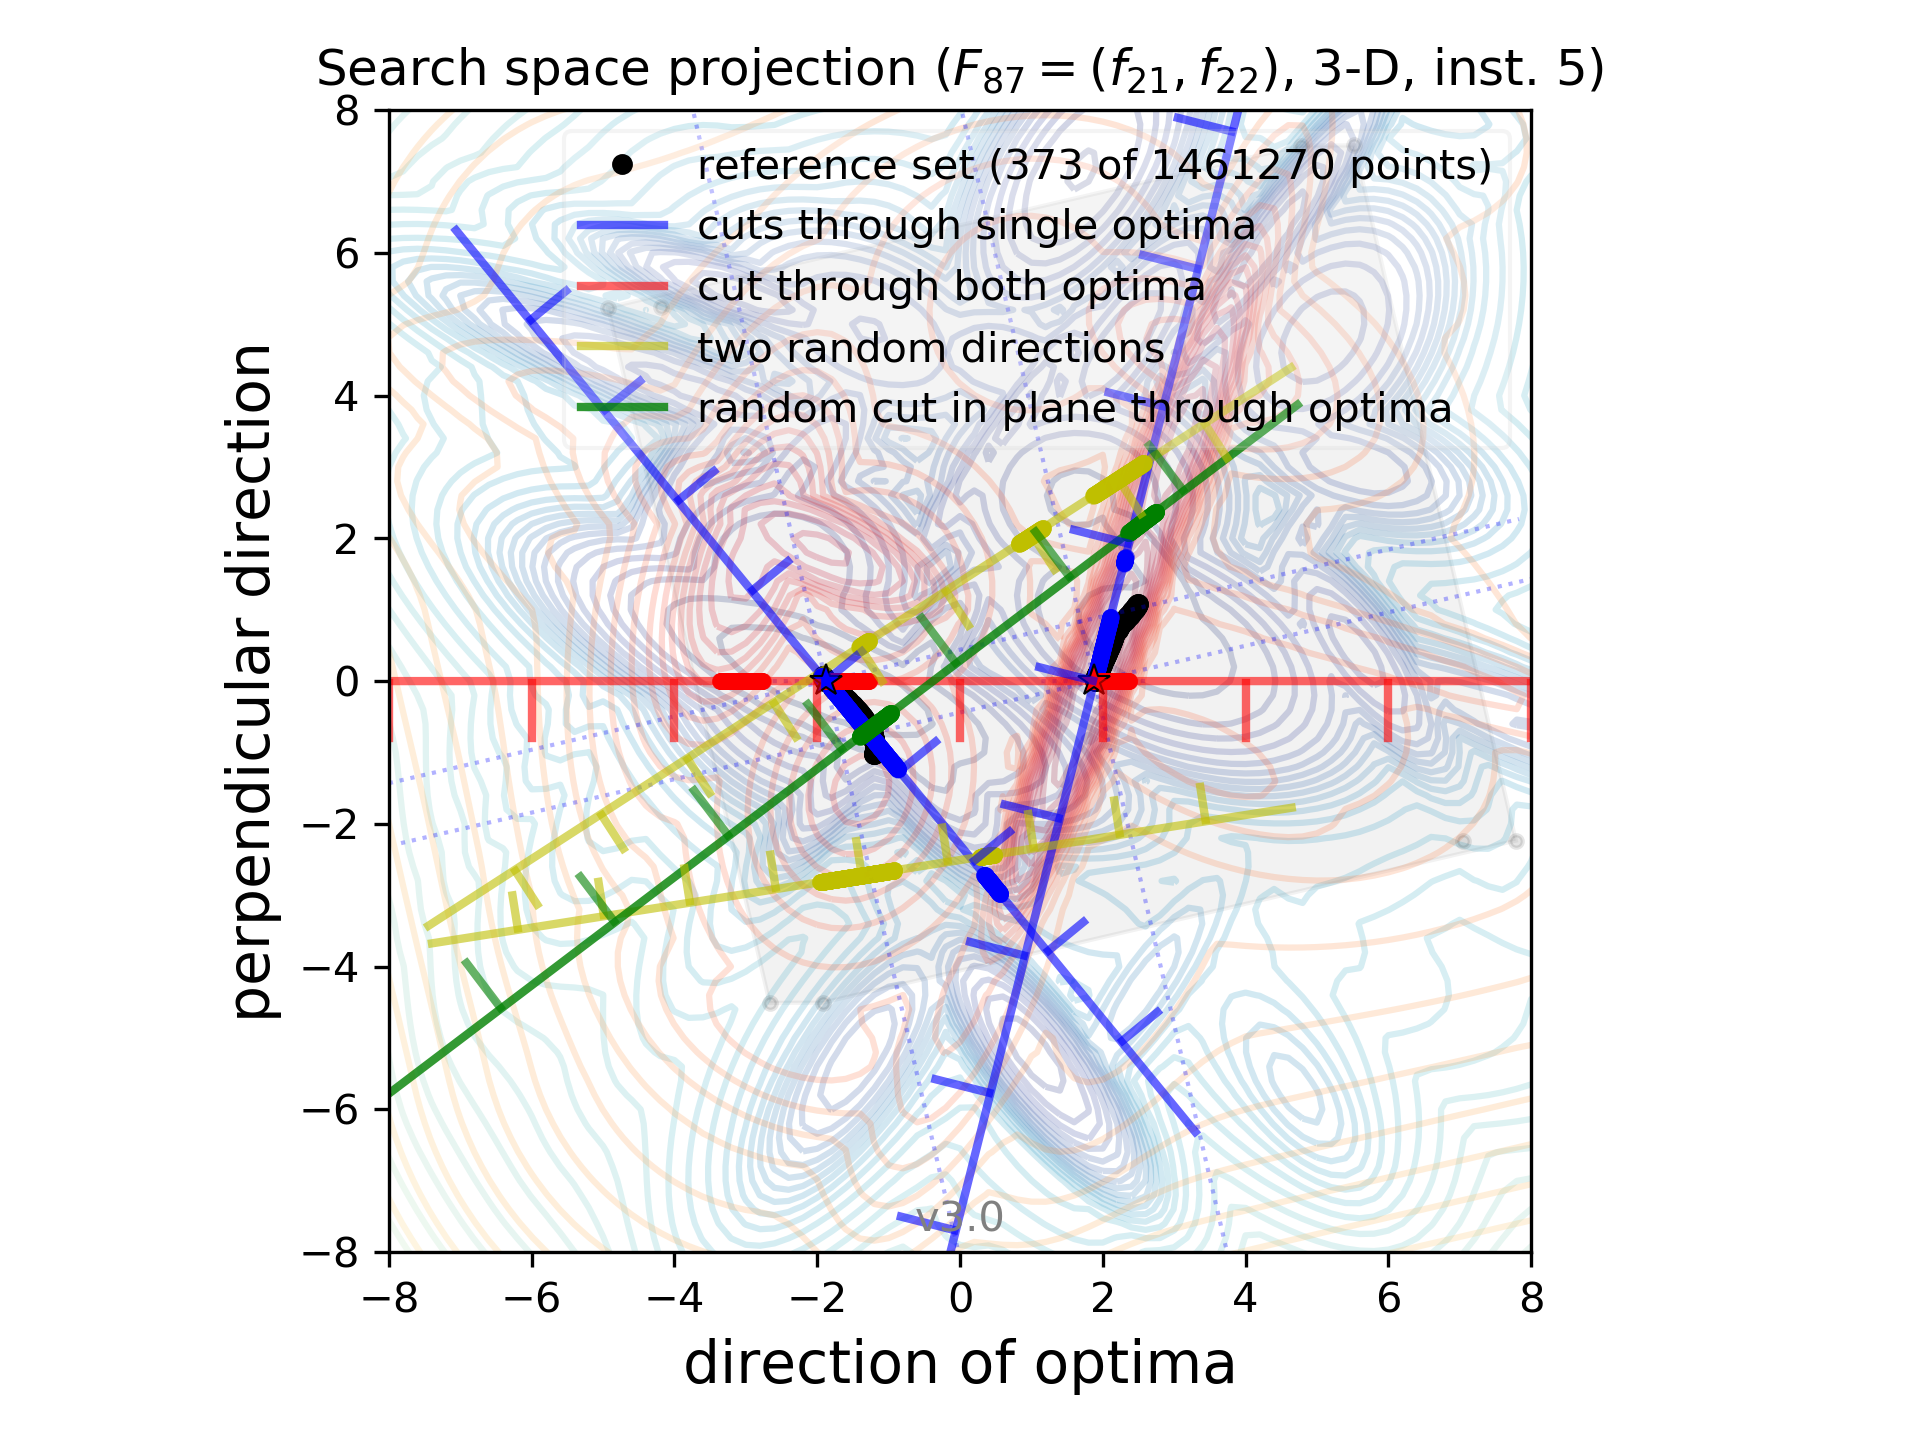 Search space projection (F87 = (f21, f22), 3-D, inst. 5)
reference set (373 of 1461270 points)
cuts through single optima
cut through both optima
two random directions
random cut in plane through optima
8
6
4
2
0
−2
−4
−6
−8
perpendicular direction
v3.0
−8 −6 −4 −2 0 2 4 6 8
direction of optima